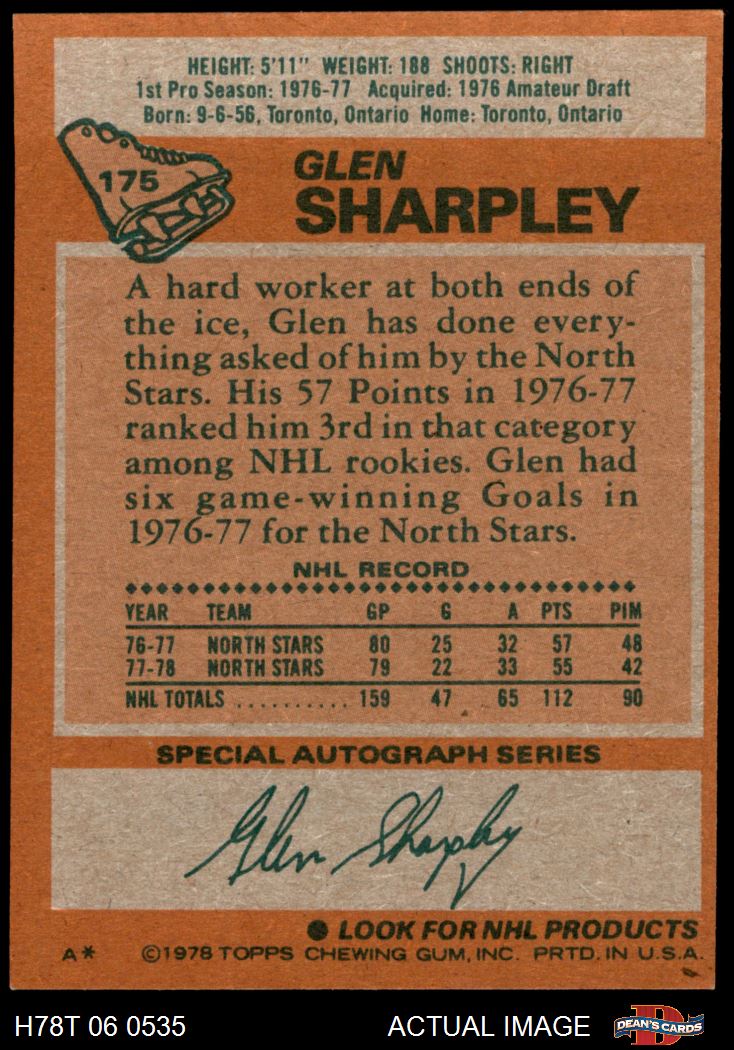 HEIGHT: 5'11" WEIGHT: 188 SHOOTS: RIGHT
1st Pro Season: 1976-77 Acquired: 1976 Amateur Draft
Born: 9-6-56, Toronto, Ontario Home: Toronto, Ontario
175
GLEN
SHARPLEY
A hard worker at both ends of
the ice, Glen has done every-
thing asked of him by the North
Stars. His 57 Points in 1976-77
ranked him 3rd in that category
among NHL rookies. Glen had
six game-winning Goals in
1976-77 for the North Stars.
NHL RECORD
YEAR TEAM GP G A PTS PIM
76-77 NORTH STARS 80 25 32 57 48
77-78 NORTH STARS 79 22 33 55 42
NHL TOTALS .......... 159 47 65 112 90
SPECIAL AUTOGRAPH SERIES
Glen Sharpley
● LOOK FOR NHL PRODUCTS
A* ©1978 TOPPS CHEWING GUM, INC. PRTD. IN U.S.A.
H78T 06 0535 ACTUAL IMAGE D DEAN'S CARDS